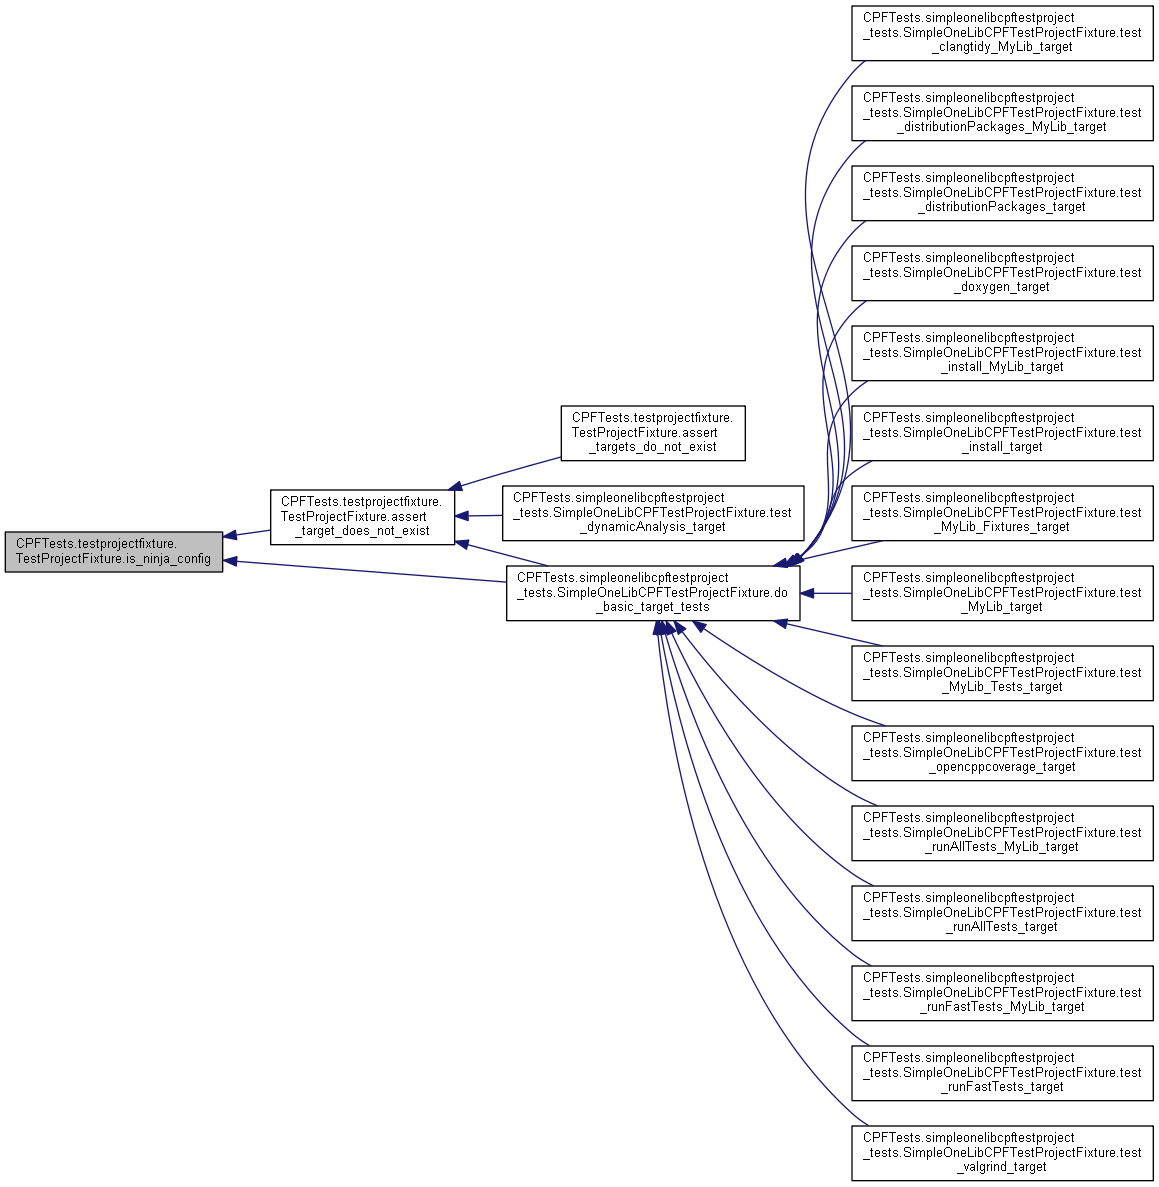 CPFTests.testprojectfixture.
TestProjectFixture.is_ninja_config
CPFTests.testprojectfixture.
TestProjectFixture.assert
_target_does_not_exist
CPFTests.testprojectfixture.
TestProjectFixture.assert
_targets_do_not_exist
CPFTests.simpleonelibcpftestproject
_tests.SimpleOneLibCPFTestProjectFixture.test
_dynamicAnalysis_target
CPFTests.simpleonelibcpftestproject
_tests.SimpleOneLibCPFTestProjectFixture.do
_basic_target_tests
CPFTests.simpleonelibcpftestproject
_tests.SimpleOneLibCPFTestProjectFixture.test
_clangtidy_MyLib_target
CPFTests.simpleonelibcpftestproject
_tests.SimpleOneLibCPFTestProjectFixture.test
_distributionPackages_MyLib_target
CPFTests.simpleonelibcpftestproject
_tests.SimpleOneLibCPFTestProjectFixture.test
_distributionPackages_target
CPFTests.simpleonelibcpftestproject
_tests.SimpleOneLibCPFTestProjectFixture.test
_doxygen_target
CPFTests.simpleonelibcpftestproject
_tests.SimpleOneLibCPFTestProjectFixture.test
_install_MyLib_target
CPFTests.simpleonelibcpftestproject
_tests.SimpleOneLibCPFTestProjectFixture.test
_install_target
CPFTests.simpleonelibcpftestproject
_tests.SimpleOneLibCPFTestProjectFixture.test
_MyLib_Fixtures_target
CPFTests.simpleonelibcpftestproject
_tests.SimpleOneLibCPFTestProjectFixture.test
_MyLib_target
CPFTests.simpleonelibcpftestproject
_tests.SimpleOneLibCPFTestProjectFixture.test
_MyLib_Tests_target
CPFTests.simpleonelibcpftestproject
_tests.SimpleOneLibCPFTestProjectFixture.test
_opencppcoverage_target
CPFTests.simpleonelibcpftestproject
_tests.SimpleOneLibCPFTestProjectFixture.test
_runAllTests_MyLib_target
CPFTests.simpleonelibcpftestproject
_tests.SimpleOneLibCPFTestProjectFixture.test
_runAllTests_target
CPFTests.simpleonelibcpftestproject
_tests.SimpleOneLibCPFTestProjectFixture.test
_runFastTests_MyLib_target
CPFTests.simpleonelibcpftestproject
_tests.SimpleOneLibCPFTestProjectFixture.test
_runFastTests_target
CPFTests.simpleonelibcpftestproject
_tests.SimpleOneLibCPFTestProjectFixture.test
_valgrind_target